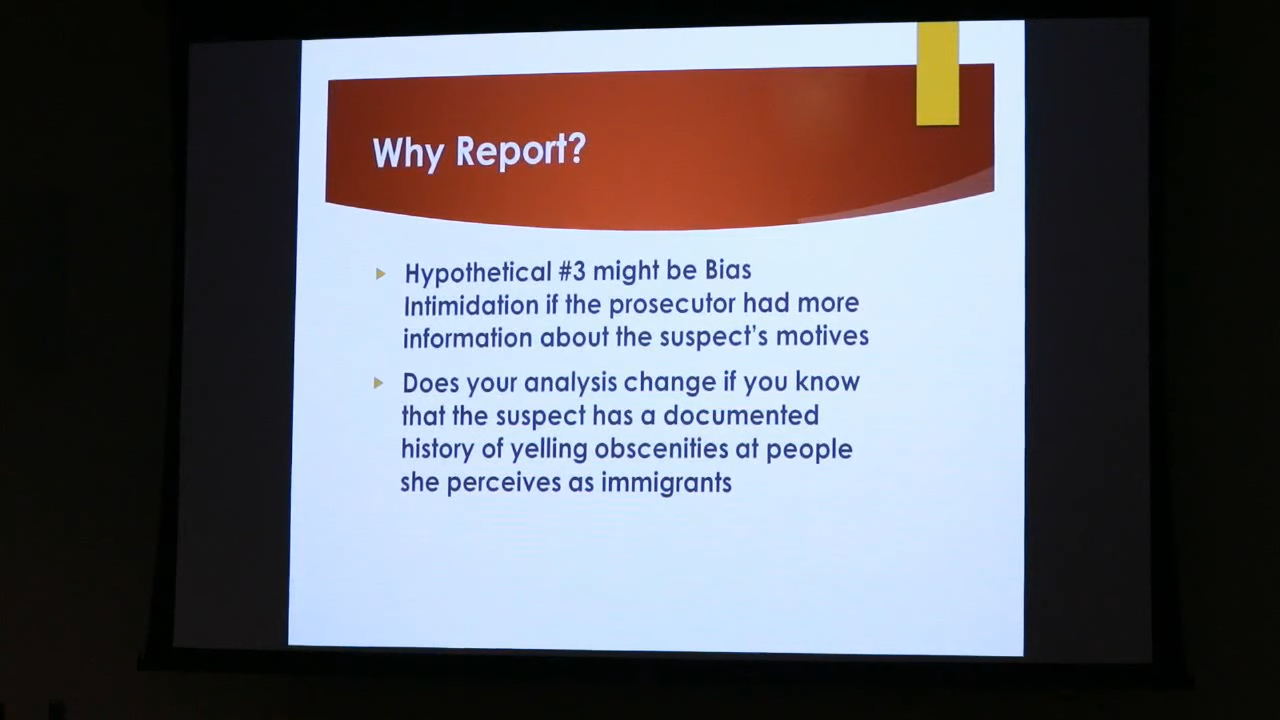 Why Report?
Hypothetical #3 might be Bias
Intimidation if the prosecutor had more
information about the suspect's motives
Does your analysis change if you know
that the suspect has a documented
history of yelling obscenities at people
she perceives as immigrants